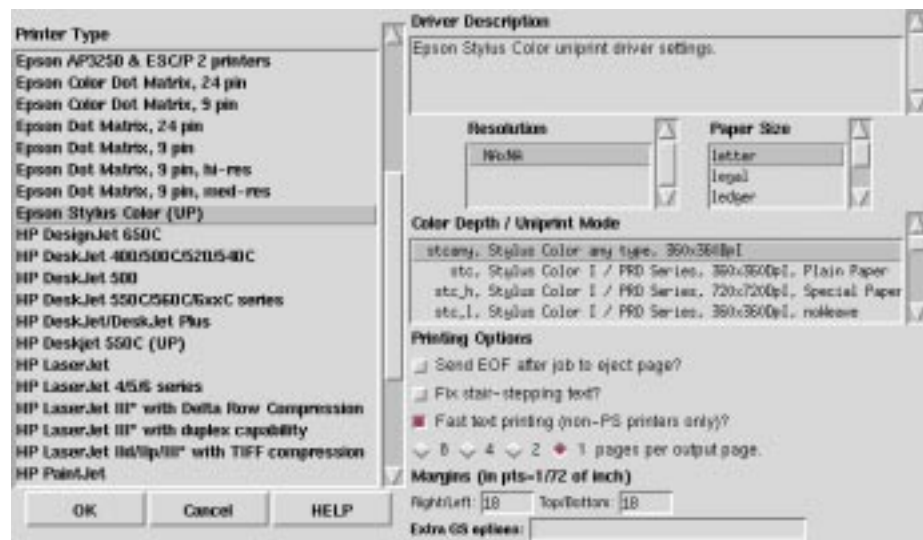 Printer Type
Epson AP3250 & ESC/P 2 printers
Epson Color Dot Matrix, 24 pin
Epson Color Dot Matrix, 9 pin
Epson Dot Matrix, 24 pin
Epson Dot Matrix, 9 pin
Epson Dot Matrix, 9 pin, hi-res
Epson Dot Matrix, 9 pin, med-res
Epson Stylus Color (UP)
HP DesignJet 650C
HP DeskJet 400/500C/520/540C
HP DeskJet 500
HP DeskJet 550C/560C/6xxC series
HP DeskJet/DeskJet Plus
HP Deskjet 550C (UP)
HP LaserJet
HP LaserJet 4/5/6 series
HP LaserJet III* with Delta Row Compression
HP LaserJet III* with duplex capability
HP LaserJet IId/IIp/III* with TIFF compression
HP PaintJet
OK Cancel HELP
Driver Description
Epson Stylus Color uniprint driver settings.
Resolution
NAxNA
Paper Size
letter
legal
ledger
Color Depth / Uniprint Mode
stcany, Stylus Color any type, 360x360DpI
stc, Stylus Color I / PRO Series, 360x360DpI, Plain Paper
stc_h, Stylus Color I / PRO Series, 720x720DpI, Special Paper
stc_l, Stylus Color I / PRO Series, 360x360DpI, noWeave
Printing Options
Send EOF after job to eject page?
Fix stair-stepping text?
Fast text printing (non-PS printers only)?
8 4 2 1 pages per output page.
Margins (in pts=1/72 of inch)
Right/Left: 18 Top/Bottom: 18
Extra GS options: